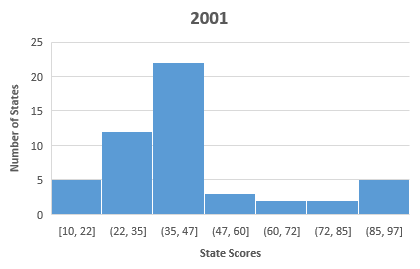 2001
25
20
15
10
5
0
Number of States
[10, 22] (22, 35] (35, 47] (47, 60] (60, 72] (72, 85] (85, 97]
State Scores